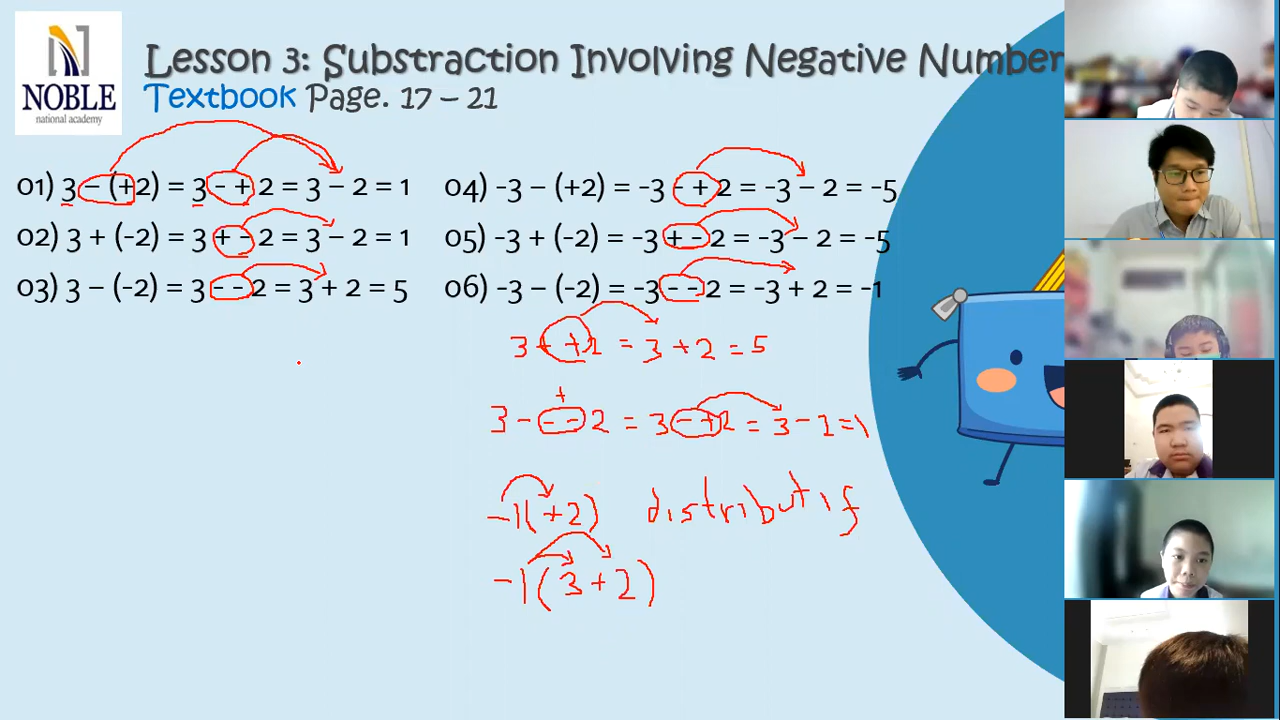 NOBLE
national academy
Lesson 3: Substraction Involving Negative Number
Textbook Page. 17 – 21
01) 3 – (+2) = 3 - + 2 = 3 – 2 = 1
02) 3 + (-2) = 3 + - 2 = 3 – 2 = 1
03) 3 – (-2) = 3 - - 2 = 3 + 2 = 5
04) -3 – (+2) = -3 - + 2 = -3 – 2 = -5
05) -3 + (-2) = -3 + - 2 = -3 – 2 = -5
06) -3 – (-2) = -3 - - 2 = -3 + 2 = -1
3 + +2 = 3 + 2 = 5
+
3 - - - 2 = 3 - +2 = 3 - 2 = 1
-1(+2) distributif
-1(3 + 2)